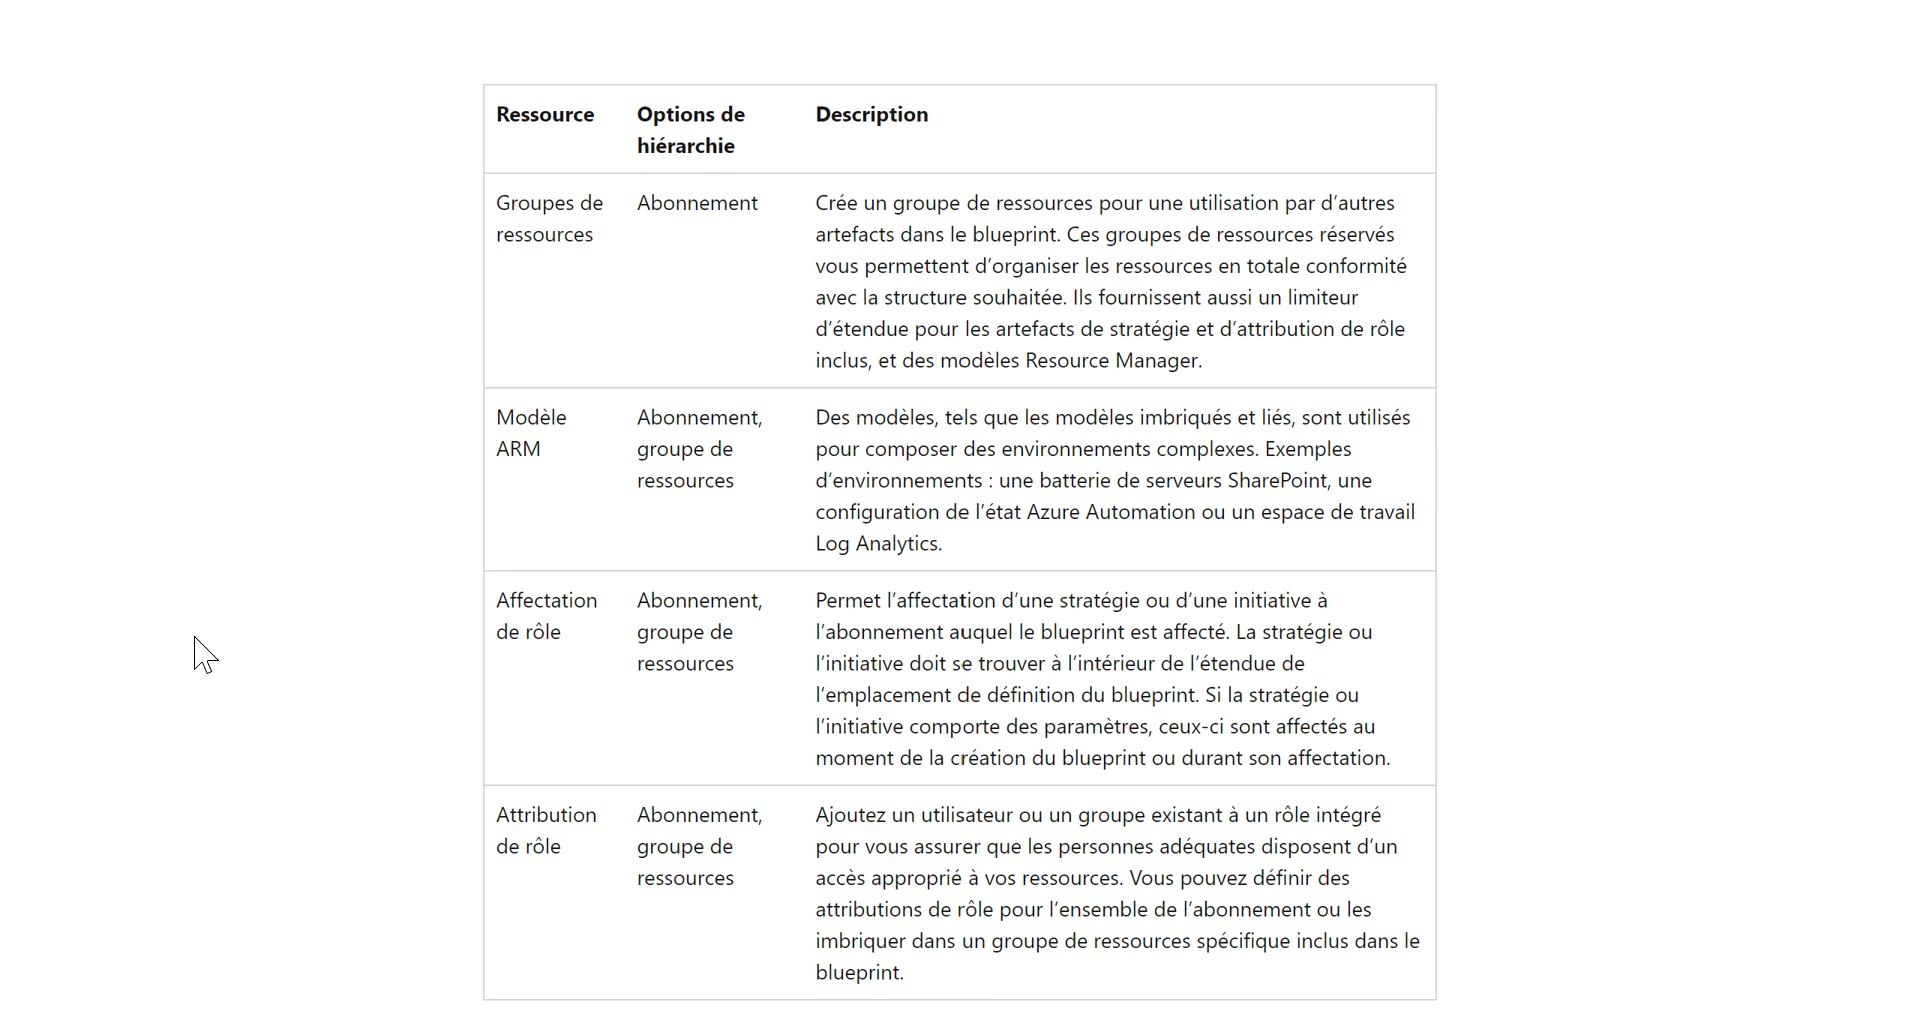 Ressource
Options de
hiérarchie
Description
Groupes de
ressources
Abonnement
Crée un groupe de ressources pour une utilisation par d’autres
artefacts dans le blueprint. Ces groupes de ressources réservés
vous permettent d’organiser les ressources en totale conformité
avec la structure souhaitée. Ils fournissent aussi un limiteur
d’étendue pour les artefacts de stratégie et d’attribution de rôle
inclus, et des modèles Resource Manager.
Modèle
ARM
Abonnement,
groupe de
ressources
Des modèles, tels que les modèles imbriqués et liés, sont utilisés
pour composer des environnements complexes. Exemples
d’environnements : une batterie de serveurs SharePoint, une
configuration de l’état Azure Automation ou un espace de travail
Log Analytics.
Affectation
de rôle
Abonnement,
groupe de
ressources
Permet l’affectation d’une stratégie ou d’une initiative à
l’abonnement auquel le blueprint est affecté. La stratégie ou
l’initiative doit se trouver à l’intérieur de l’étendue de
l’emplacement de définition du blueprint. Si la stratégie ou
l’initiative comporte des paramètres, ceux-ci sont affectés au
moment de la création du blueprint ou durant son affectation.
Attribution
de rôle
Abonnement,
groupe de
ressources
Ajoutez un utilisateur ou un groupe existant à un rôle intégré
pour vous assurer que les personnes adéquates disposent d’un
accès approprié à vos ressources. Vous pouvez définir des
attributions de rôle pour l’ensemble de l’abonnement ou les
imbriquer dans un groupe de ressources spécifique inclus dans le
blueprint.